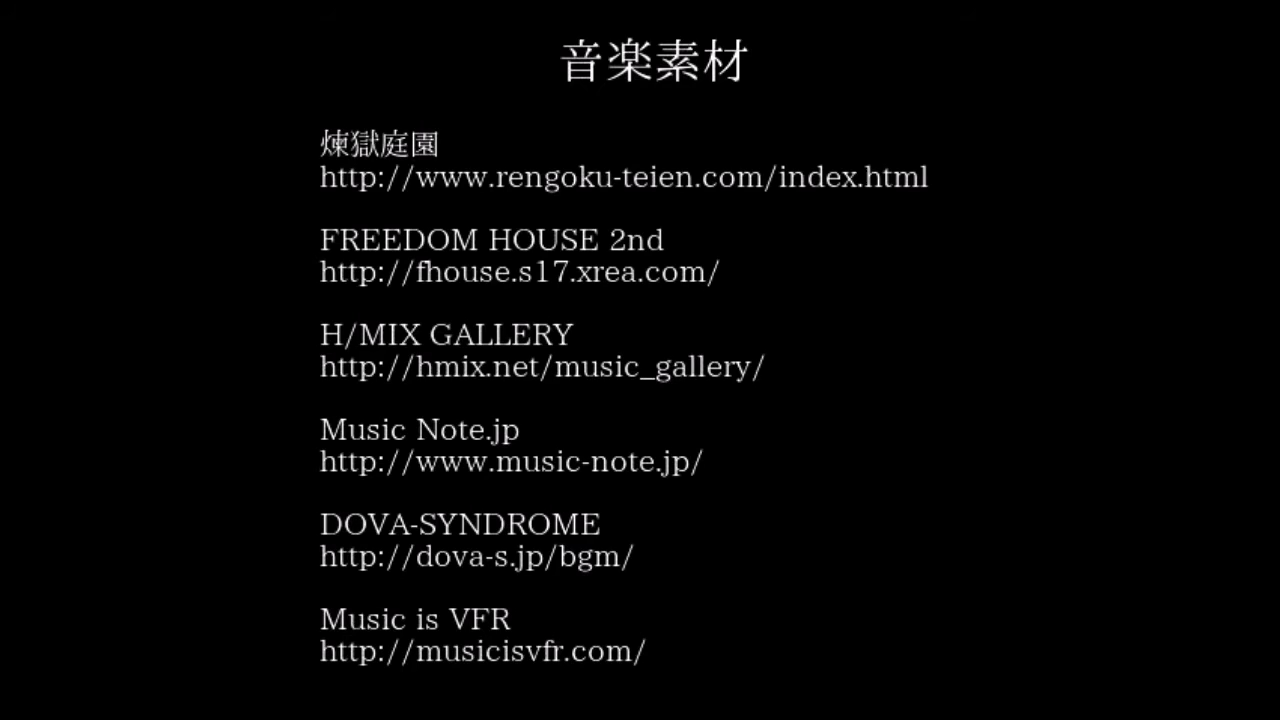 音楽素材
煉獄庭園
http://www.rengoku-teien.com/index.html
FREEDOM HOUSE 2nd
http://fhouse.s17.xrea.com/
H/MIX GALLERY
http://hmix.net/music_gallery/
Music Note.jp
http://www.music-note.jp/
DOVA-SYNDROME
http://dova-s.jp/bgm/
Music is VFR
http://musicisvfr.com/